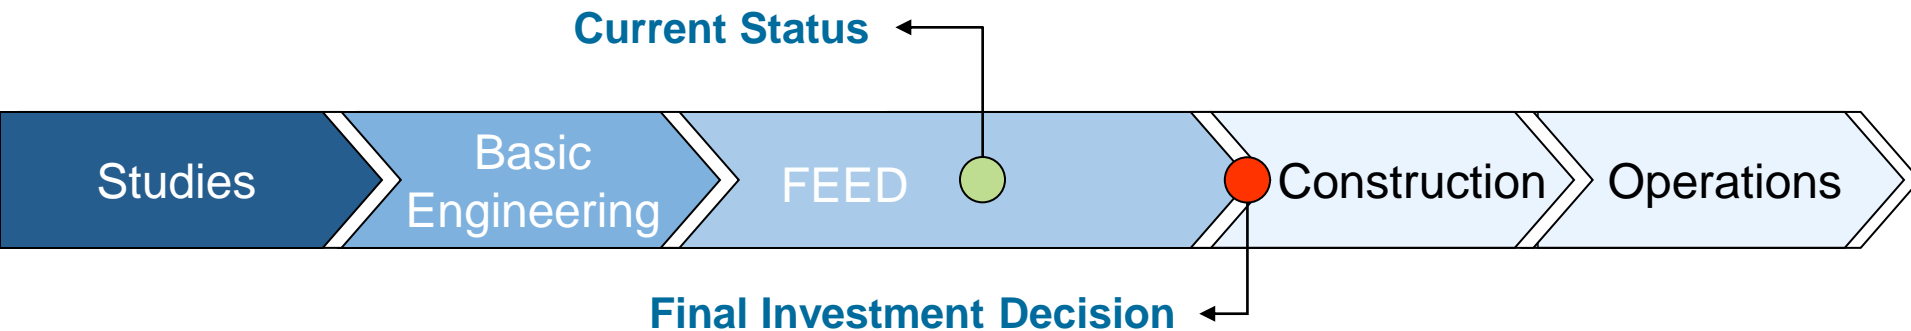 Current Status
Studies
Basic
Engineering
FEED
Construction
Operations
Final Investment Decision